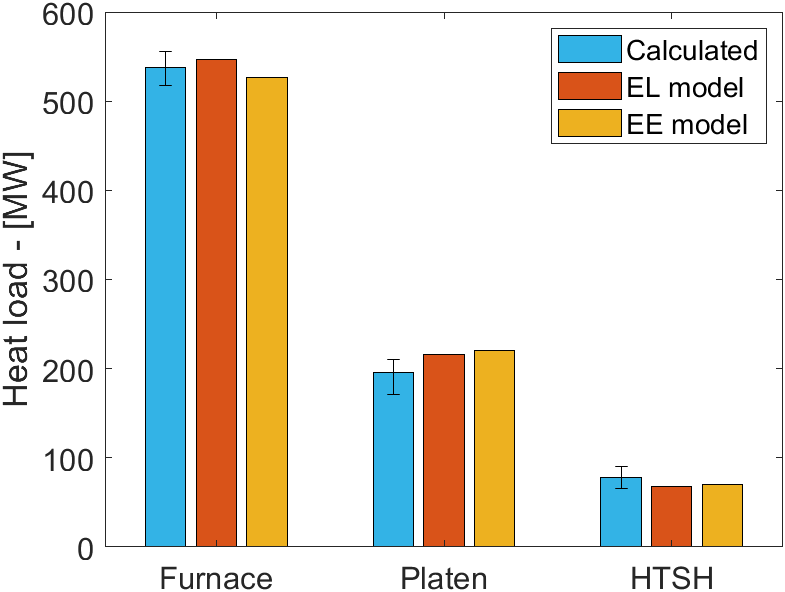 Heat load - [MW]
600
500
400
300
200
100
0
Furnace
Platen
HTSH
Calculated
EL model
EE model